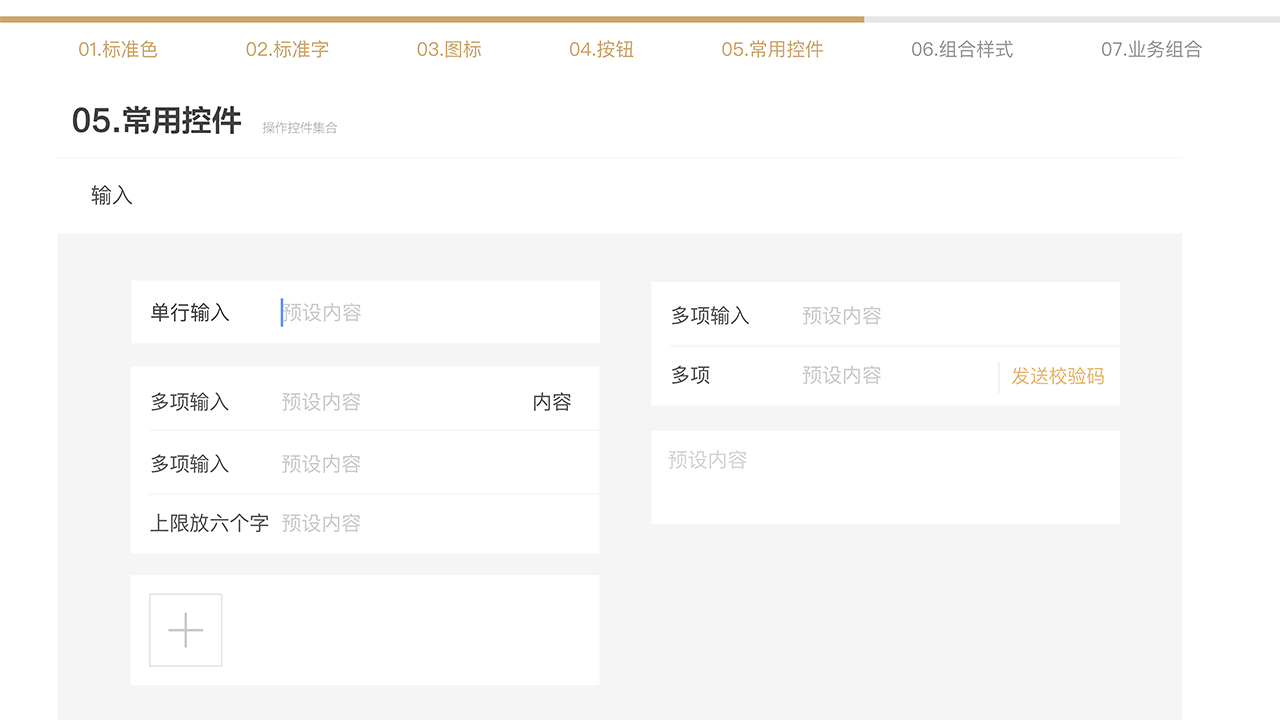 01.标准色 02.标准字 03.图标 04.按钮 05.常用控件 06.组合样式 07.业务组合
05.常用控件 操作控件集合
输入
单行输入 预设内容
多项输入 预设内容 内容
多项输入 预设内容
上限放六个字 预设内容
多项输入 预设内容
多项 预设内容 发送校验码
预设内容